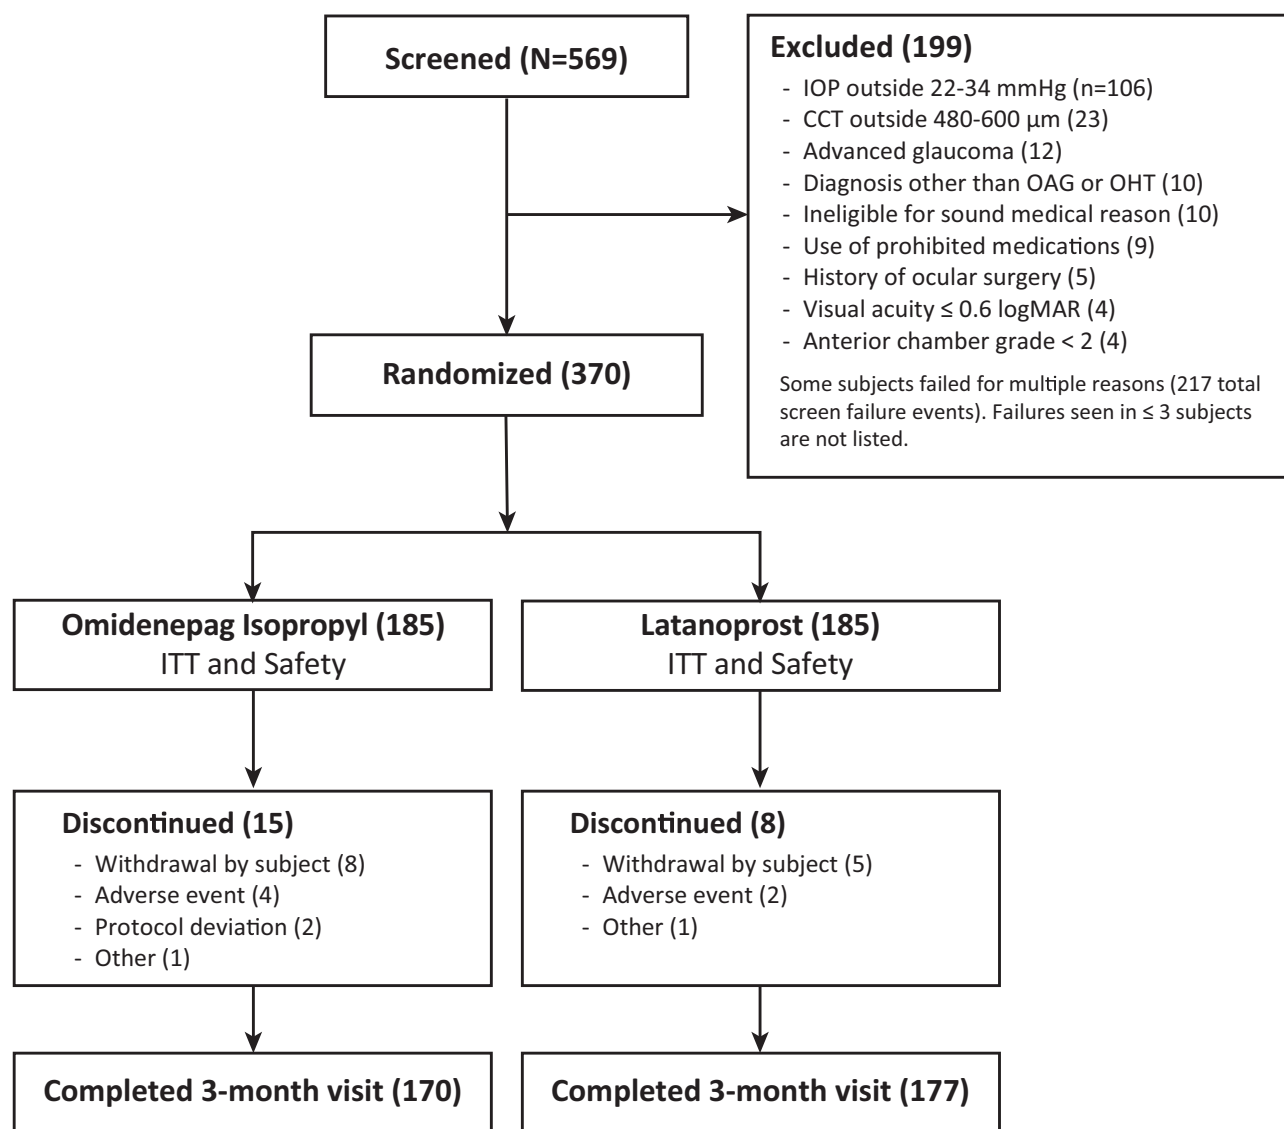 Screened (N=569)
Excluded (199)
- IOP outside 22-34 mmHg (n=106)
- CCT outside 480-600 μm (23)
- Advanced glaucoma (12)
- Diagnosis other than OAG or OHT (10)
- Ineligible for sound medical reason (10)
- Use of prohibited medications (9)
- History of ocular surgery (5)
- Visual acuity ≤ 0.6 logMAR (4)
- Anterior chamber grade < 2 (4)
Some subjects failed for multiple reasons (217 total
screen failure events). Failures seen in ≤ 3 subjects
are not listed.
Randomized (370)
Omidenepag Isopropyl (185)
ITT and Safety
Latanoprost (185)
ITT and Safety
Discontinued (15)
- Withdrawal by subject (8)
- Adverse event (4)
- Protocol deviation (2)
- Other (1)
Discontinued (8)
- Withdrawal by subject (5)
- Adverse event (2)
- Other (1)
Completed 3-month visit (170)
Completed 3-month visit (177)